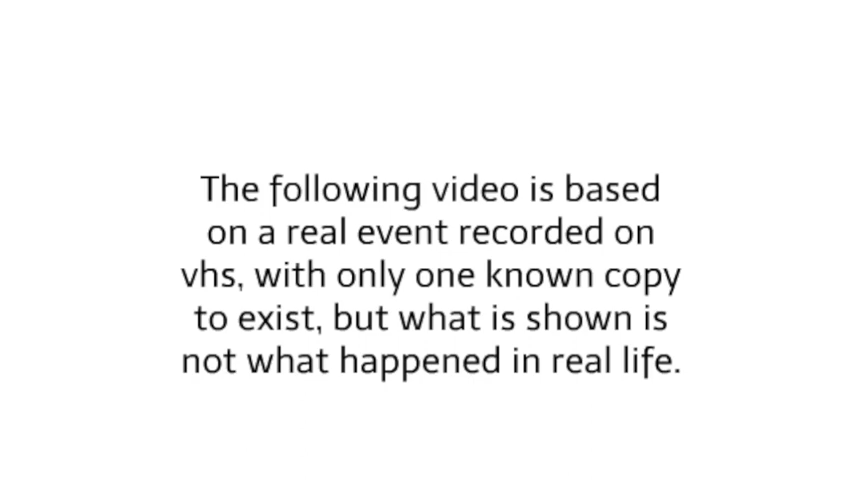 The following video is based
on a real event recorded on
vhs, with only one known copy
to exist, but what is shown is
not what happened in real life.